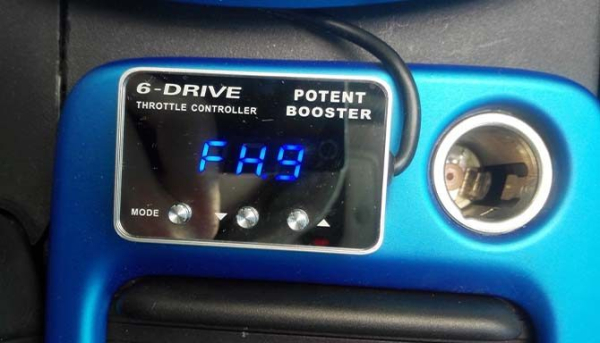 6-DRIVE
THROTTLE CONTROLLER
POTENT
BOOSTER
FH9
MODE